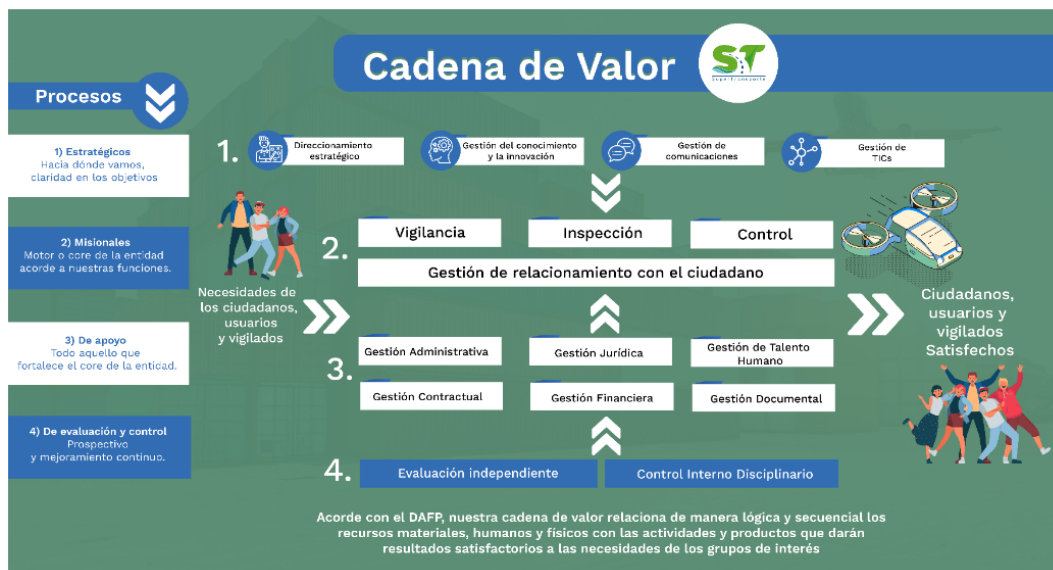 Cadena de Valor
ST
Supertransporte
Procesos
1) Estratégicos
Hacia dónde vamos,
claridad en los objetivos
2) Misionales
Motor o core de la entidad
acorde a nuestras funciones.
3) De apoyo
Todo aquello que
fortalece el core de la entidad.
4) De evaluación y control
Prospectivo
y mejoramiento continuo.
1.
Direccionamiento
estratégico
Gestión del conocimiento
y la innovación
Gestión de
comunicaciones
Gestión de
TICs
Necesidades de
los ciudadanos,
usuarios
y vigilados
2.
Vigilancia
Inspección
Control
Gestión de relacionamiento con el ciudadano
3.
Gestión Administrativa
Gestión Jurídica
Gestión de Talento
Humano
Gestión Contractual
Gestión Financiera
Gestión Documental
4.
Evaluación independiente
Control Interno Disciplinario
Ciudadanos,
usuarios y
vigilados
Satisfechos
Acorde con el DAFP, nuestra cadena de valor relaciona de manera lógica y secuencial los
recursos materiales, humanos y físicos con las actividades y productos que darán
resultados satisfactorios a las necesidades de los grupos de interés